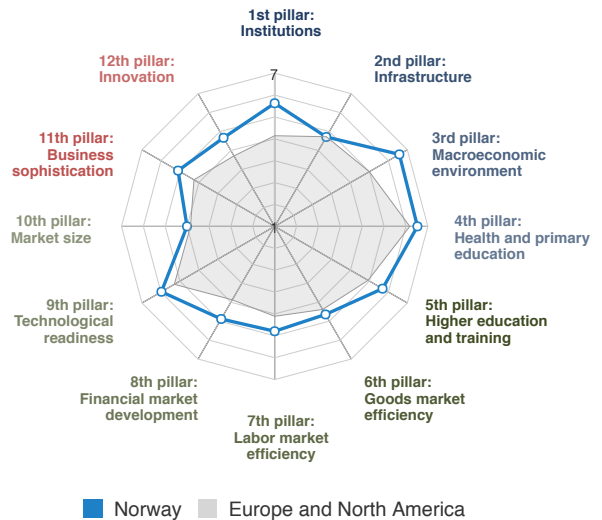 1st pillar:
Institutions
2nd pillar:
Infrastructure
3rd pillar:
Macroeconomic
environment
4th pillar:
Health and primary
education
5th pillar:
Higher education
and training
6th pillar:
Goods market
efficiency
7th pillar:
Labor market
efficiency
8th pillar:
Financial market
development
9th pillar:
Technological
readiness
10th pillar:
Market size
11th pillar:
Business
sophistication
12th pillar:
Innovation
7
1
Norway
Europe and North America